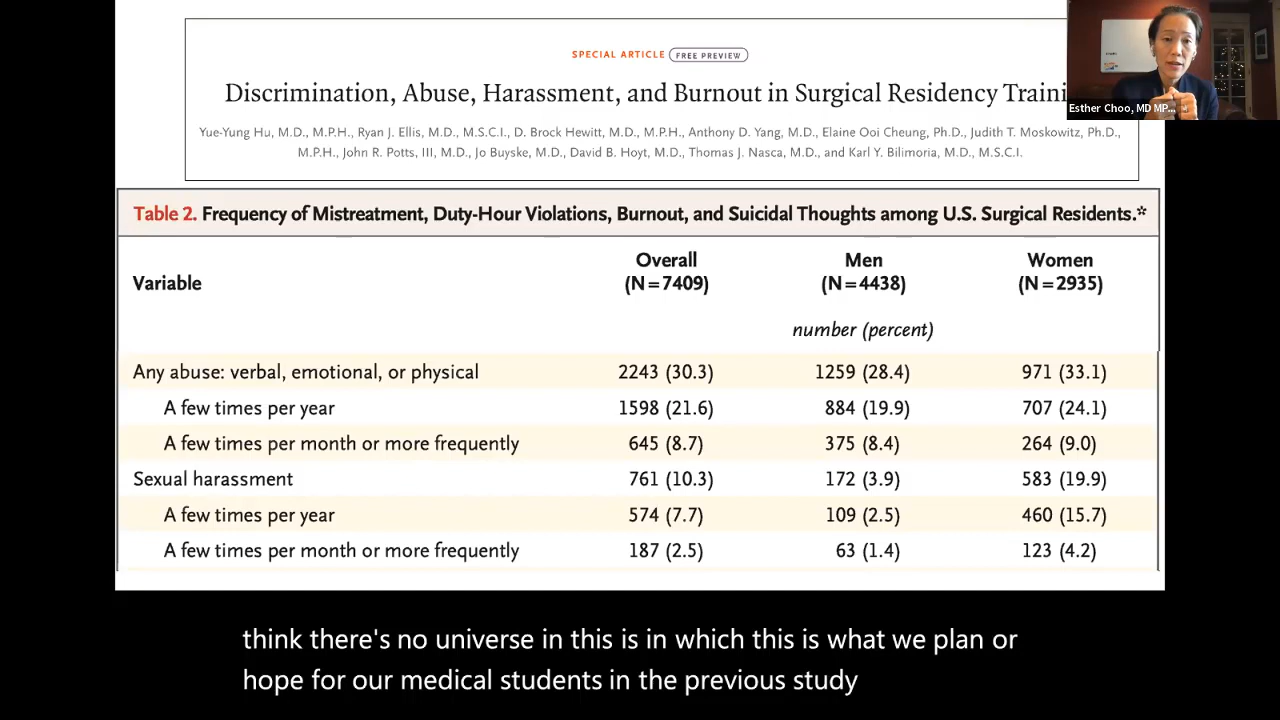 SPECIAL ARTICLE FREE PREVIEW
Discrimination, Abuse, Harassment, and Burnout in Surgical Residency Traini
Yue-Yung Hu, M.D., M.P.H., Ryan J. Ellis, M.D., M.S.C.I., D. Brock Hewitt, M.D., M.P.H., Anthony D. Yang, M.D., Elaine Ooi Cheung, Ph.D., Judith T. Moskowitz, Ph.D.,
M.P.H., John R. Potts, III, M.D., Jo Buyske, M.D., David B. Hoyt, M.D., Thomas J. Nasca, M.D., and Karl Y. Bilimoria, M.D., M.S.C.I.
Esther Choo, MD MP...
Table 2. Frequency of Mistreatment, Duty-Hour Violations, Burnout, and Suicidal Thoughts among U.S. Surgical Residents.*
Overall Men Women
Variable (N=7409) (N=4438) (N=2935)
number (percent)
Any abuse: verbal, emotional, or physical 2243 (30.3) 1259 (28.4) 971 (33.1)
A few times per year 1598 (21.6) 884 (19.9) 707 (24.1)
A few times per month or more frequently 645 (8.7) 375 (8.4) 264 (9.0)
Sexual harassment 761 (10.3) 172 (3.9) 583 (19.9)
A few times per year 574 (7.7) 109 (2.5) 460 (15.7)
A few times per month or more frequently 187 (2.5) 63 (1.4) 123 (4.2)
think there's no universe in this is in which this is what we plan or
hope for our medical students in the previous study